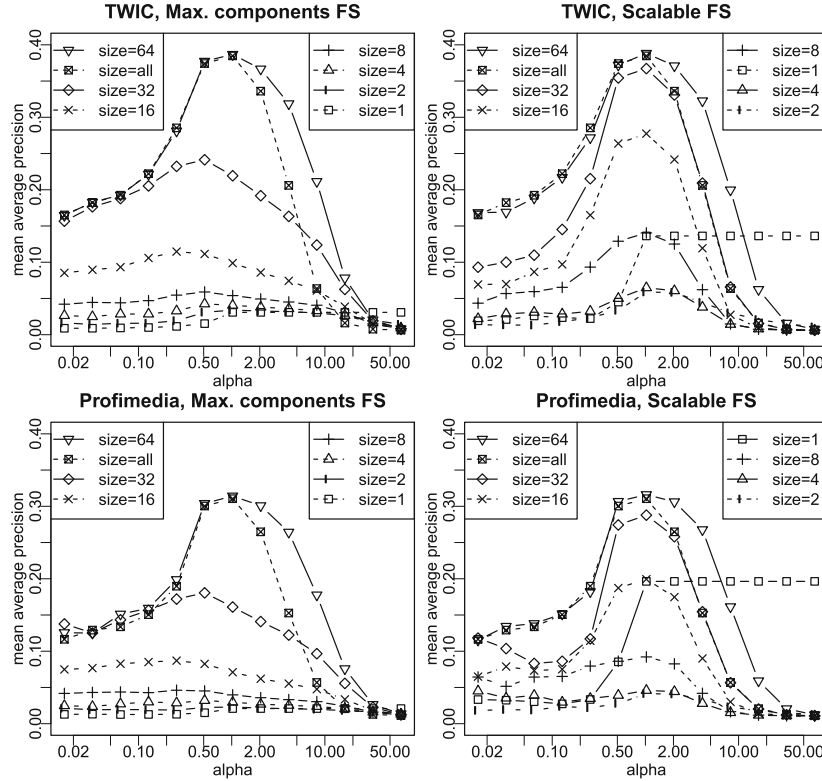 TWIC, Max. components FS
mean average precision
0.00 0.10 0.20 0.30 0.40
size=64
size=all
size=32
size=16
size=8
size=4
size=2
size=1
0.02 0.10 0.50 2.00 10.00 50.00
alpha
TWIC, Scalable FS
mean average precision
0.00 0.10 0.20 0.30 0.40
size=64
size=all
size=32
size=16
size=8
size=1
size=4
size=2
0.02 0.10 0.50 2.00 10.00 50.00
alpha
Profimedia, Max. components FS
mean average precision
0.00 0.10 0.20 0.30 0.40
size=64
size=all
size=32
size=16
size=8
size=4
size=2
size=1
0.02 0.10 0.50 2.00 10.00 50.00
alpha
Profimedia, Scalable FS
mean average precision
0.00 0.10 0.20 0.30 0.40
size=64
size=all
size=32
size=16
size=1
size=8
size=4
size=2
0.02 0.10 0.50 2.00 10.00 50.00
alpha